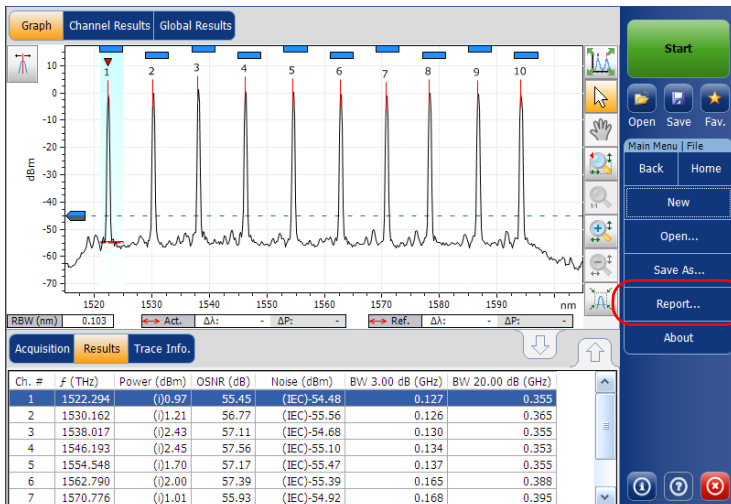 Graph Channel Results Global Results
Start
10
0
-10
-20
-30
-40
-50
-60
-70
dBm
1 2 3 4 5 6 7 8 9 10
1:1
1520 1530 1540 1550 1560 1570 1580 1590 nm
RBW (nm) 0.103 Act. Δλ: - ΔP: - Ref. Δλ: - ΔP: -
Open Save Fav.
Main Menu | File
Back Home
New
Open...
Save As...
Report...
About
Acquisition Results Trace Info.
Ch. # f (THz) Power (dBm) OSNR (dB) Noise (dBm) BW 3.00 dB (GHz) BW 20.00 dB (GHz)
1 1522.294 (i)0.97 55.45 (IEC)-54.48 0.127 0.355
2 1530.162 (i)1.21 56.77 (IEC)-55.56 0.126 0.365
3 1538.017 (i)2.43 57.11 (IEC)-54.68 0.130 0.355
4 1546.193 (i)2.45 57.56 (IEC)-55.10 0.134 0.353
5 1554.548 (i)1.70 57.17 (IEC)-55.47 0.137 0.355
6 1562.790 (i)2.00 57.39 (IEC)-55.39 0.165 0.388
7 1570.776 (i)1.01 55.93 (IEC)-54.92 0.168 0.395